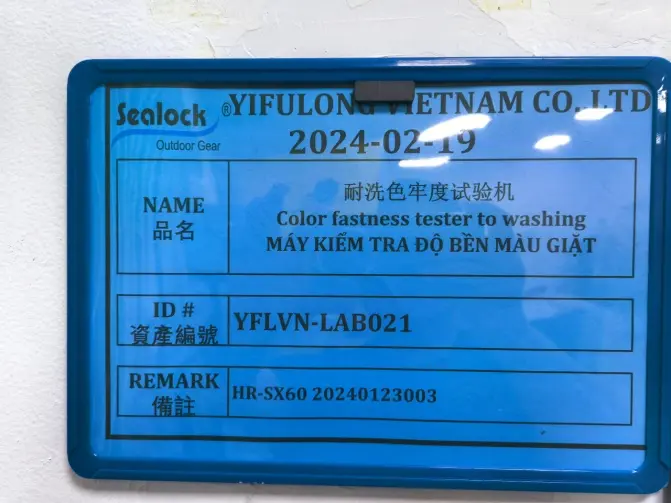 Sealock ® YIFULONG VIETNAM CO. LTD
Outdoor Gear
2024-02-19
NAME
品名
耐洗色牢度试验机
Color fastness tester to washing
MÁY KIỂM TRA ĐỘ BỀN MÀU GIẶT
ID #
資產編號
YFLVN-LAB021
REMARK
備註
HR-SX60 20240123003